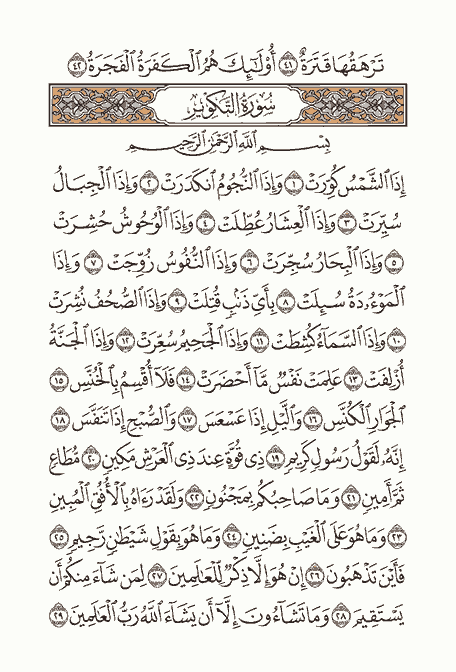 تَرْهَقُهَا قَتَرَةٌ ٤١ أُو۟لَٰٓئِكَ هُمُ ٱلْكَفَرَةُ ٱلْفَجَرَةُ ٤٢
سُورَةُ التَّكْوِيرِ
بِسْمِ ٱللَّهِ ٱلرَّحْمَٰنِ ٱلرَّحِيمِ
إِذَا ٱلشَّمْسُ كُوِّرَتْ ١ وَإِذَا ٱلنُّجُومُ ٱنكَدَرَتْ ٢ وَإِذَا ٱلْجِبَالُ
سُيِّرَتْ ٣ وَإِذَا ٱلْعِشَارُ عُطِّلَتْ ٤ وَإِذَا ٱلْوُحُوشُ حُشِرَتْ
٥ وَإِذَا ٱلْبِحَارُ سُجِّرَتْ ٦ وَإِذَا ٱلنُّفُوسُ زُوِّجَتْ ٧ وَإِذَا
ٱلْمَوْءُۥدَةُ سُئِلَتْ ٨ بِأَىِّ ذَنۢبٍ قُتِلَتْ ٩ وَإِذَا ٱلصُّحُفُ نُشِرَتْ
١٠ وَإِذَا ٱلسَّمَآءُ كُشِطَتْ ١١ وَإِذَا ٱلْجَحِيمُ سُعِّرَتْ ١٢ وَإِذَا ٱلْجَنَّةُ
أُزْلِفَتْ ١٣ عَلِمَتْ نَفْسٌ مَّآ أَحْضَرَتْ ١٤ فَلَآ أُقْسِمُ بِٱلْخُنَّسِ ١٥
ٱلْجَوَارِ ٱلْكُنَّسِ ١٦ وَٱلَّيْلِ إِذَا عَسْعَسَ ١٧ وَٱلصُّبْحِ إِذَا تَنَفَّسَ ١٨
إِنَّهُۥ لَقَوْلُ رَسُولٍ كَرِيمٍ ١٩ ذِى قُوَّةٍ عِندَ ذِى ٱلْعَرْشِ مَكِينٍ ٢٠ مُّطَاعٍ
ثَمَّ أَمِينٍ ٢١ وَمَا صَاحِبُكُم بِمَجْنُونٍ ٢٢ وَلَقَدْ رَءَاهُ بِٱلْأُفُقِ ٱلْمُبِينِ
٢٣ وَمَا هُوَ عَلَى ٱلْغَيْبِ بِضَنِينٍ ٢٤ وَمَا هُوَ بِقَوْلِ شَيْطَٰنٍ رَّجِيمٍ ٢٥
فَأَيْنَ تَذْهَبُونَ ٢٦ إِنْ هُوَ إِلَّا ذِكْرٌ لِّلْعَٰلَمِينَ ٢٧ لِمَن شَآءَ مِنكُمْ أَن
يَسْتَقِيمَ ٢٨ وَمَا تَشَآءُونَ إِلَّآ أَن يَشَآءَ ٱللَّهُ رَبُّ ٱلْعَٰلَمِينَ ٢٩